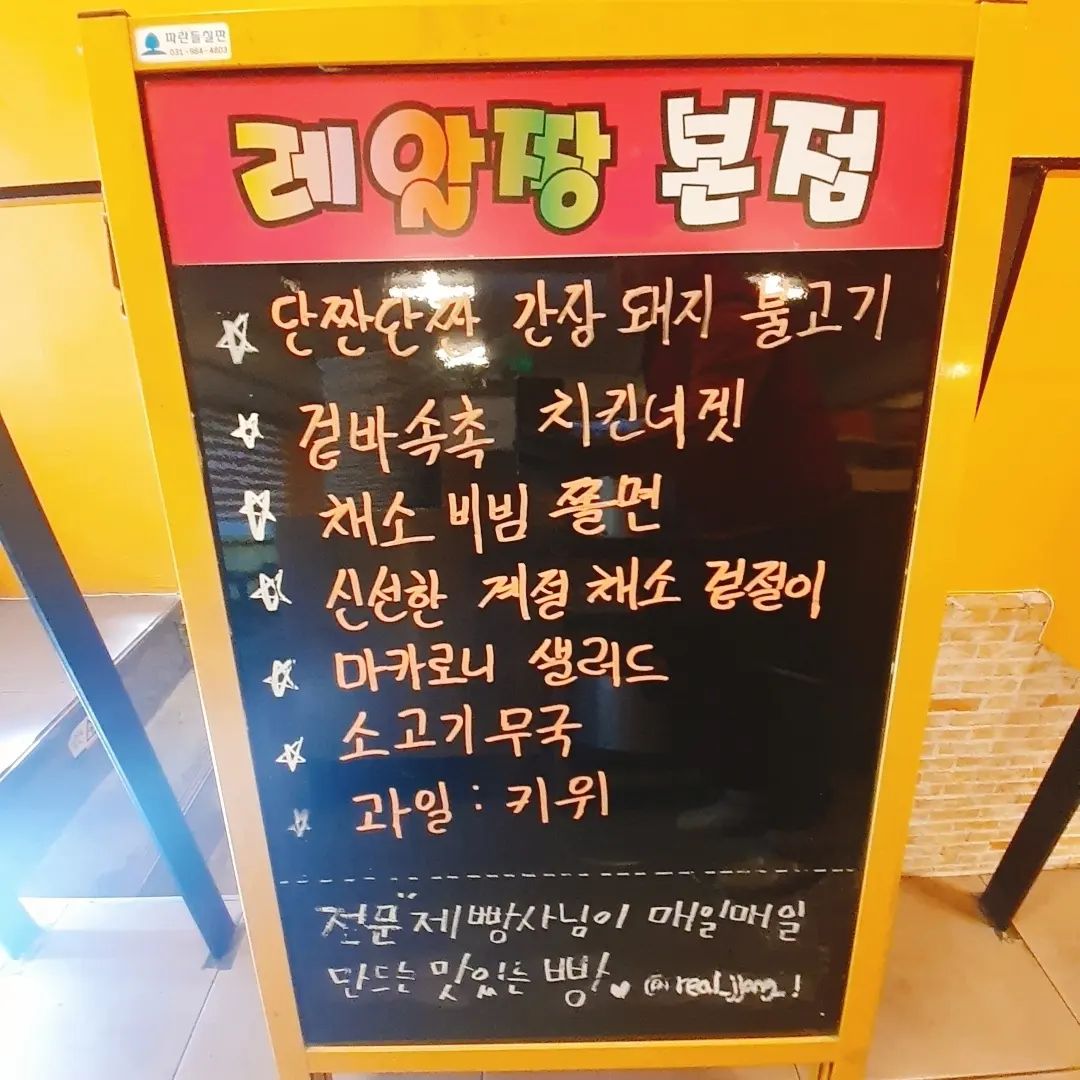 파란들실판
031-984-4803
레알짱 본점
☆ 단짠단짜 간장 돼지 불고기
☆ 겉바속촉 치킨너겟
☆ 채소 비빔 쫄면
☆ 신선한 계절 채소 겉절이
☆ 마카로니 샐러드
☆ 소고기무국
☆ 과일 : 키위
전문 제빵사님이 매일매일
만드는 맛있는 빵♥ @real_jjang_!